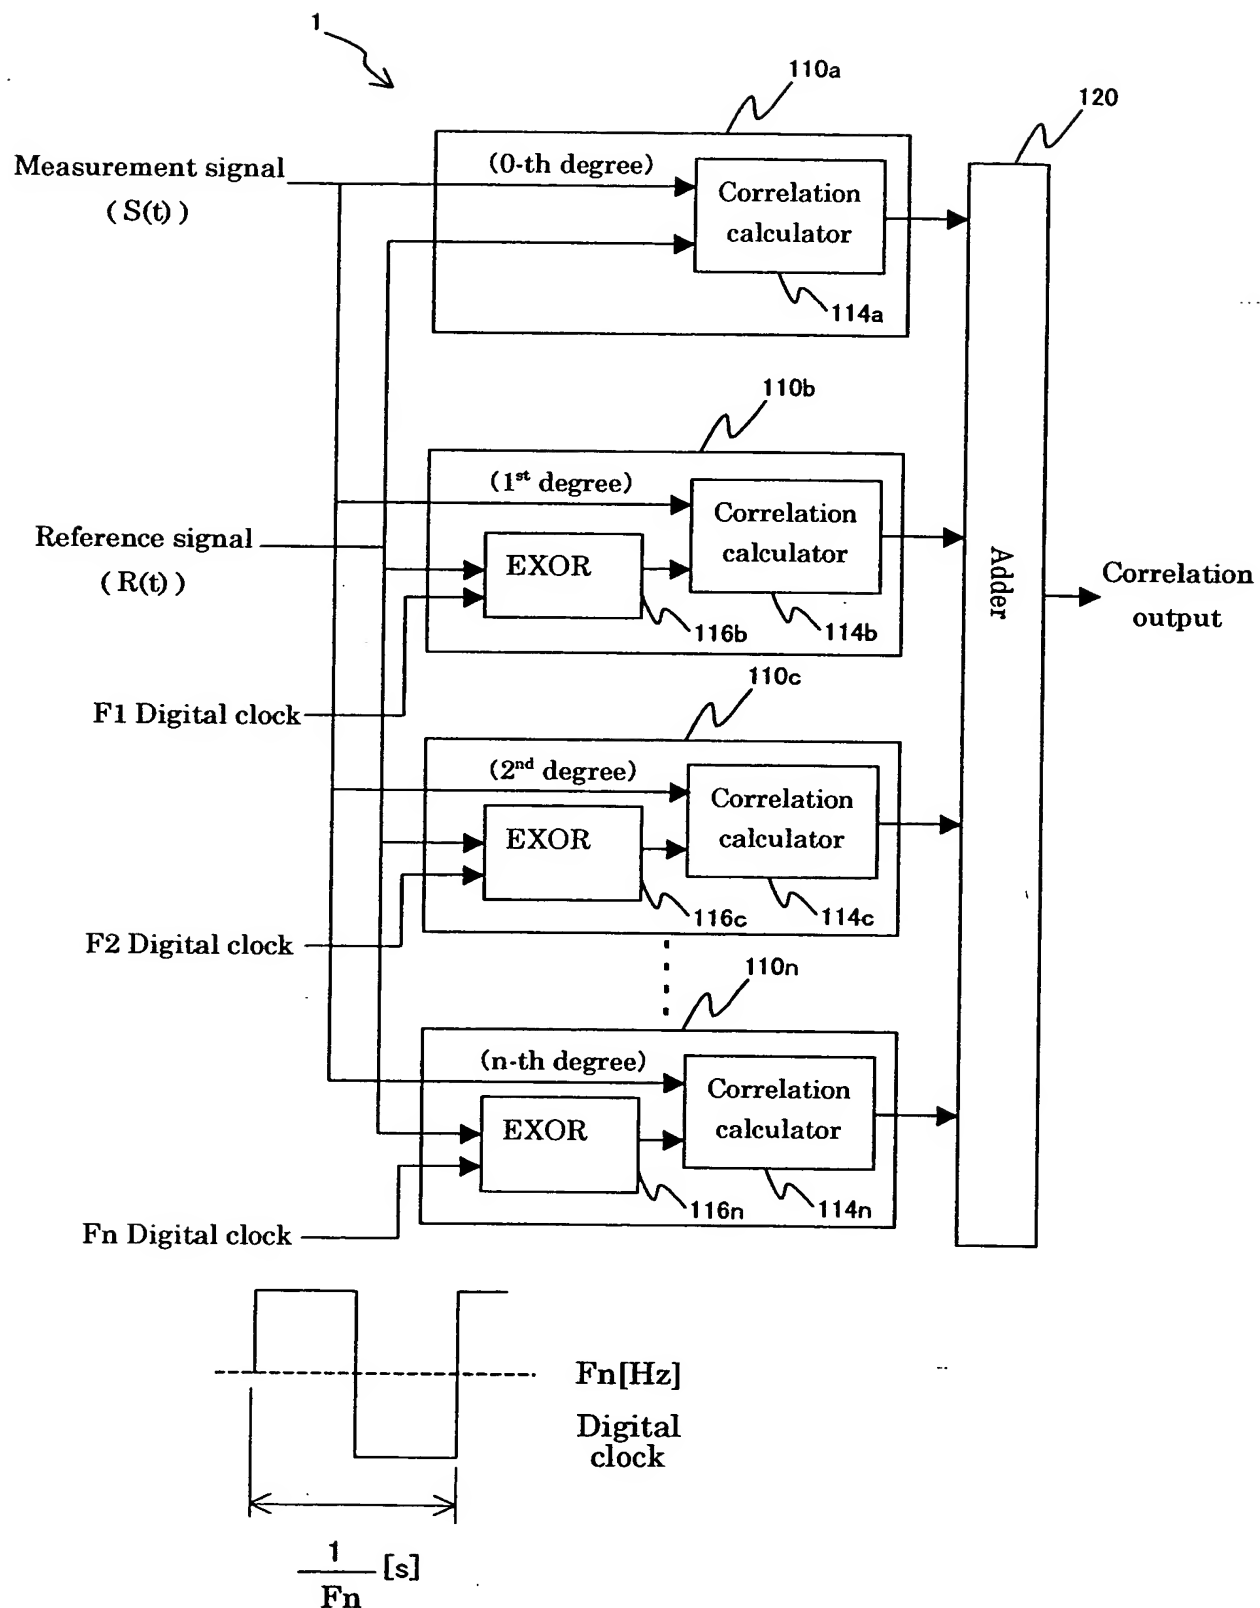 1
110a
120
Measurement signal
( S(t) )
(0-th degree)
Correlation
calculator
114a
110b
(1st degree)
Correlation
calculator
Reference signal
( R(t) )
EXOR
116b
114b
Adder
Correlation
output
110c
F1 Digital clock
(2nd degree)
Correlation
calculator
EXOR
116c
114c
F2 Digital clock
110n
(n-th degree)
Correlation
calculator
EXOR
116n
114n
Fn Digital clock
Fn[Hz]
Digital
clock
1
Fn
[s]